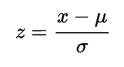 z = (x − μ) / σ